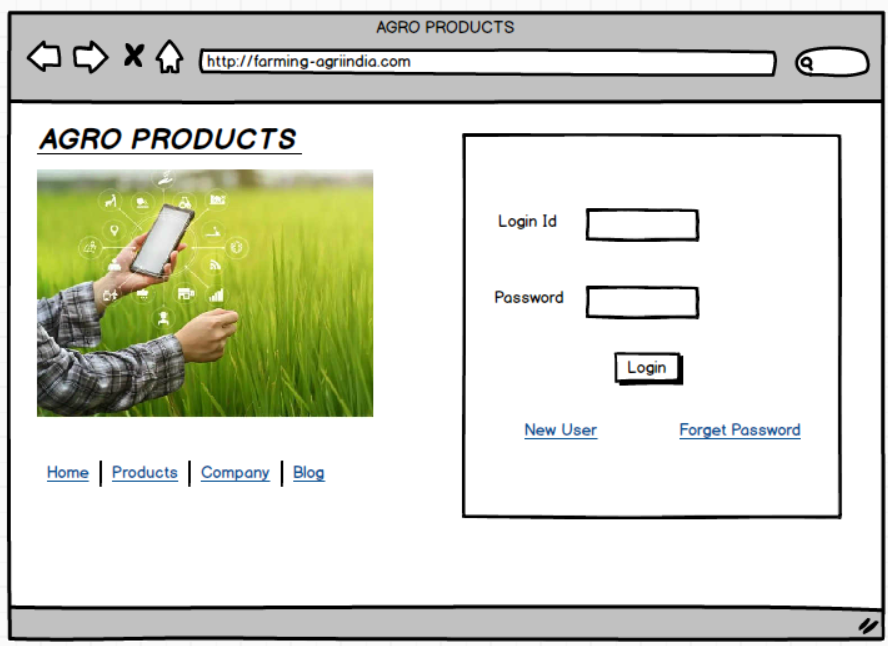 AGRO PRODUCTS
http://farming-agriindia.com
AGRO PRODUCTS
Login Id
Password
Login
New User Forget Password
Home Products Company Blog